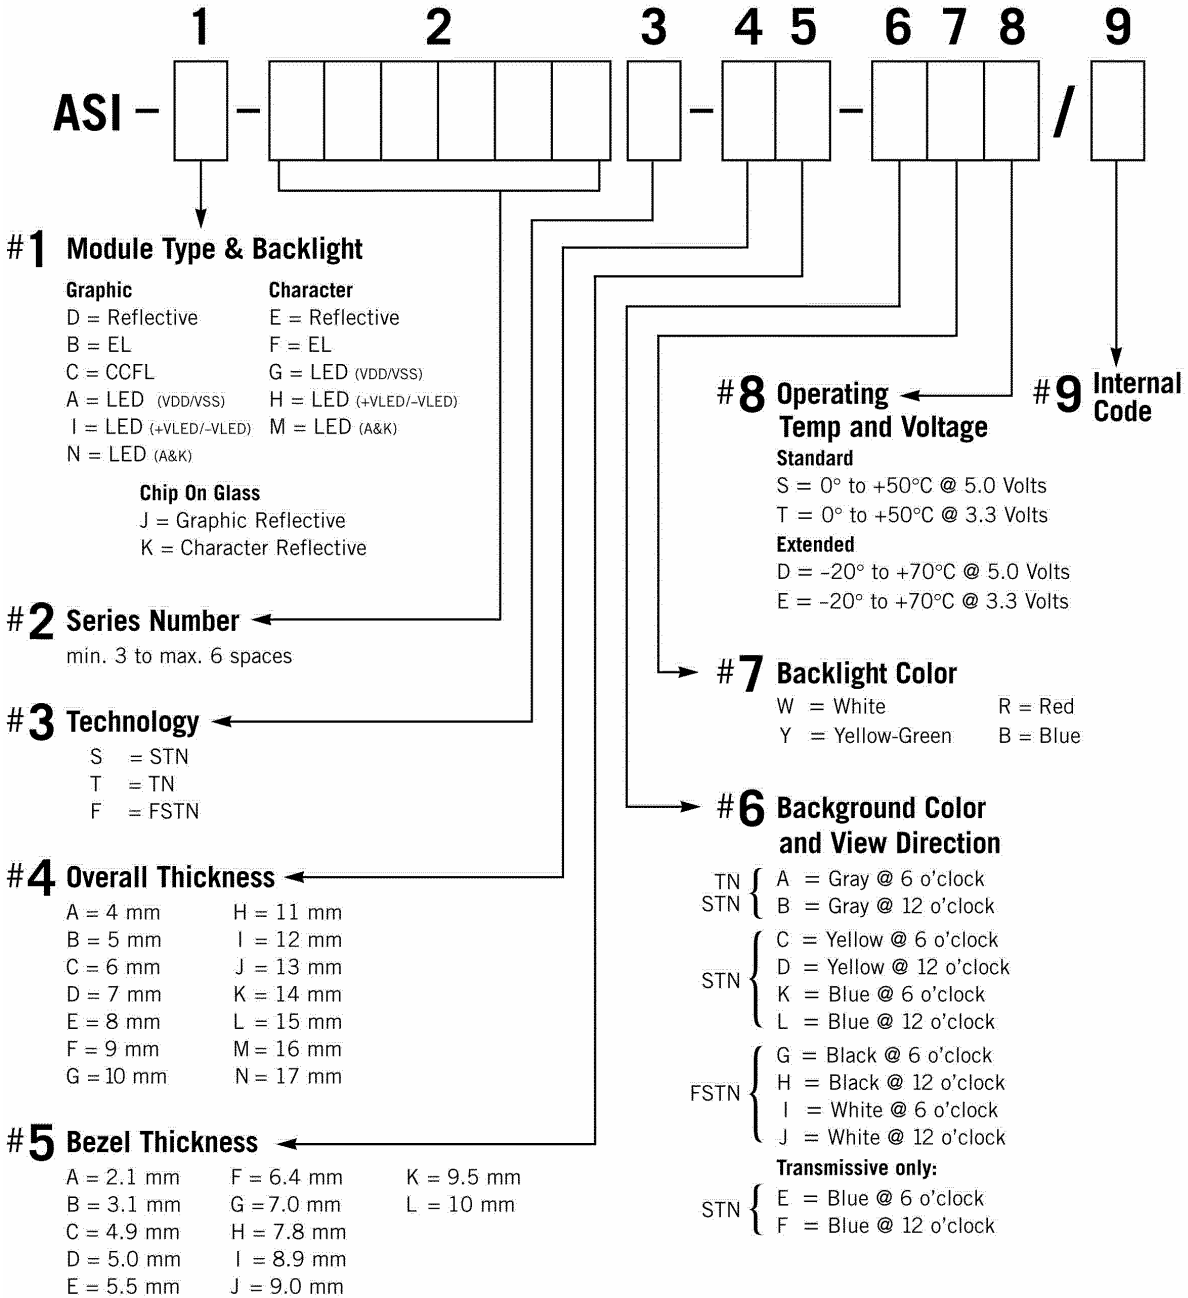 1 2 3 4 5 6 7 8 9
ASI – – – – /
#1 Module Type & Backlight
Graphic
D = Reflective
B = EL
C = CCFL
A = LED (VDD/VSS)
I = LED (+VLED/–VLED)
N = LED (A&K)
Character
E = Reflective
F = EL
G = LED (VDD/VSS)
H = LED (+VLED/–VLED)
M = LED (A&K)
Chip On Glass
J = Graphic Reflective
K = Character Reflective
#2 Series Number
min. 3 to max. 6 spaces
#3 Technology
S = STN
T = TN
F = FSTN
#4 Overall Thickness
A = 4 mm
B = 5 mm
C = 6 mm
D = 7 mm
E = 8 mm
F = 9 mm
G = 10 mm
H = 11 mm
I = 12 mm
J = 13 mm
K = 14 mm
L = 15 mm
M = 16 mm
N = 17 mm
#5 Bezel Thickness
A = 2.1 mm
B = 3.1 mm
C = 4.9 mm
D = 5.0 mm
E = 5.5 mm
F = 6.4 mm
G = 7.0 mm
H = 7.8 mm
I = 8.9 mm
J = 9.0 mm
K = 9.5 mm
L = 10 mm
#8 Operating
Temp and Voltage
Standard
S = 0° to +50°C @ 5.0 Volts
T = 0° to +50°C @ 3.3 Volts
Extended
D = –20° to +70°C @ 5.0 Volts
E = –20° to +70°C @ 3.3 Volts
#9 Internal
Code
#7 Backlight Color
W = White
Y = Yellow-Green
R = Red
B = Blue
#6 Background Color
and View Direction
TN
STN
A = Gray @ 6 o'clock
B = Gray @ 12 o'clock
STN
C = Yellow @ 6 o'clock
D = Yellow @ 12 o'clock
K = Blue @ 6 o'clock
L = Blue @ 12 o'clock
FSTN
G = Black @ 6 o'clock
H = Black @ 12 o'clock
I = White @ 6 o'clock
J = White @ 12 o'clock
Transmissive only:
STN
E = Blue @ 6 o'clock
F = Blue @ 12 o'clock